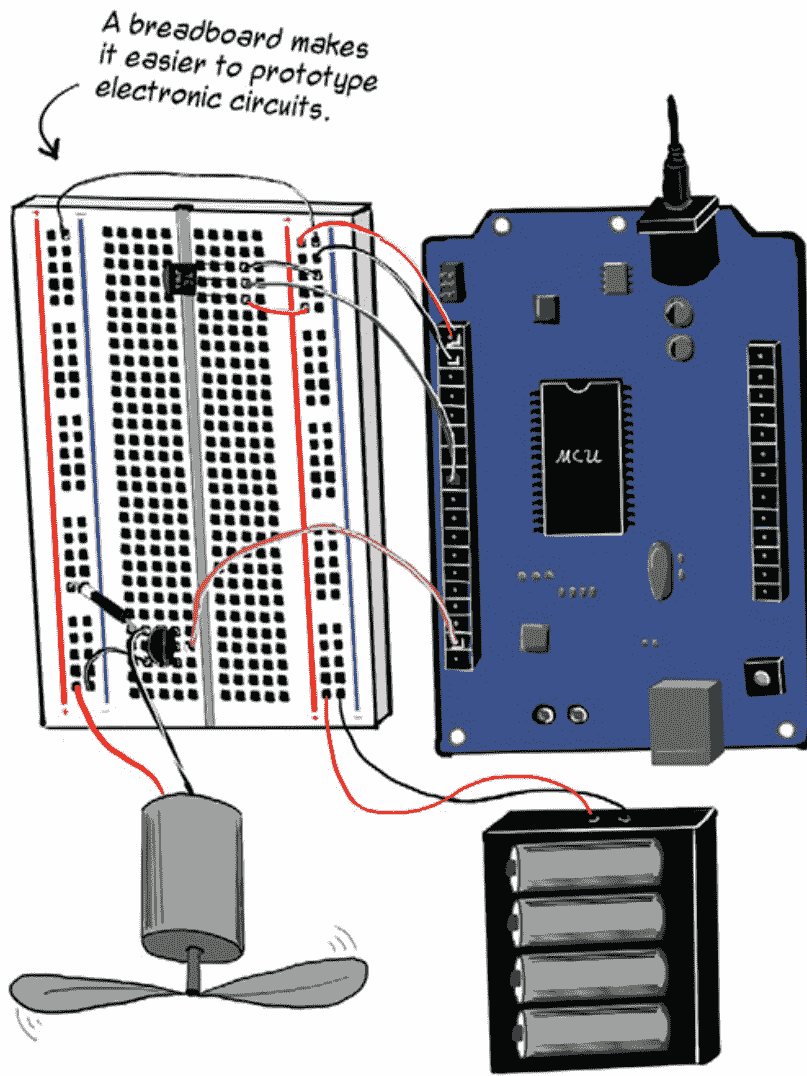 A breadboard makes
it easier to prototype
electronic circuits.
MCU